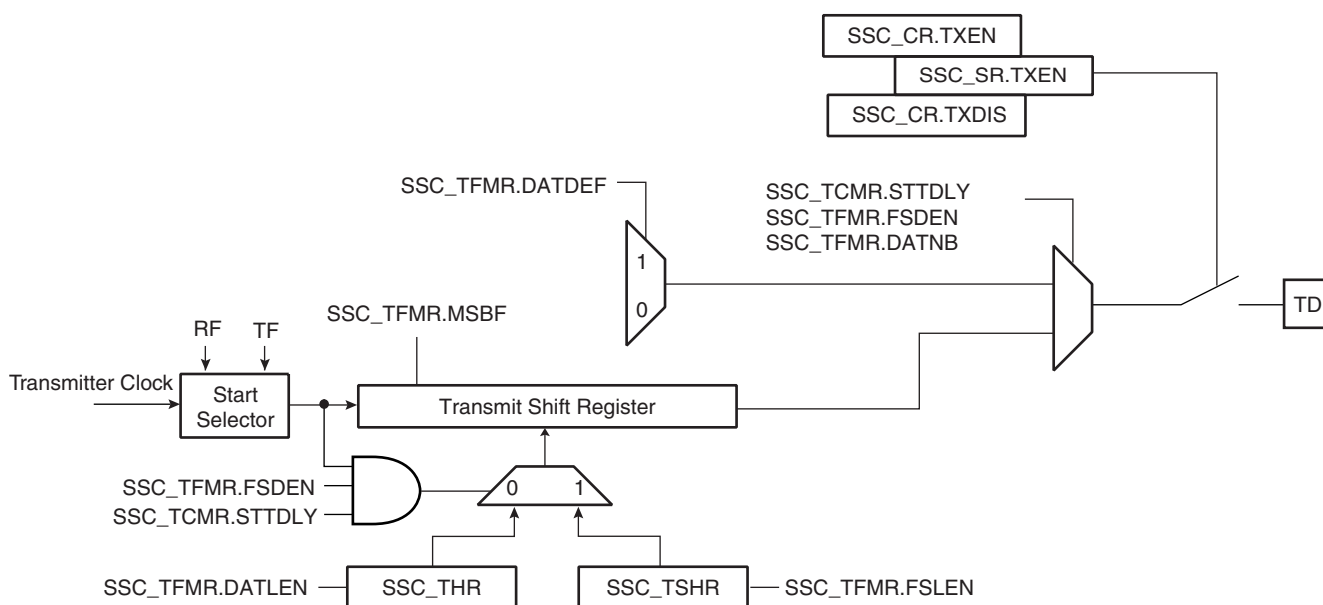 SSC_CR.TXEN
SSC_SR.TXEN
SSC_CR.TXDIS
SSC_TFMR.DATDEF
SSC_TCMR.STTDLY
SSC_TFMR.FSDEN
SSC_TFMR.DATNB
1
0
TD
SSC_TFMR.MSBF
RF TF
Transmitter Clock
Start
Selector
Transmit Shift Register
SSC_TFMR.FSDEN
SSC_TCMR.STTDLY
0 1
SSC_TFMR.DATLEN
SSC_THR
SSC_TSHR
SSC_TFMR.FSLEN